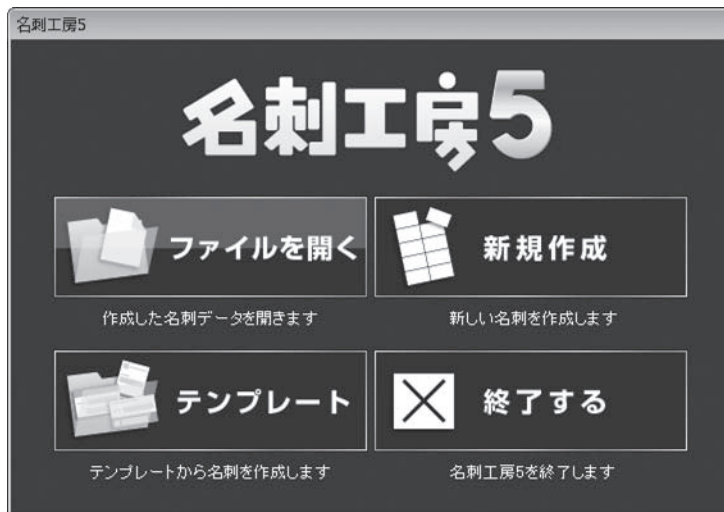 名刺工房5
名刺工房5
ファイルを開く
新規作成
作成した名刺データを開きます
新しい名刺を作成します
テンプレート
終了する
テンプレートから名刺を作成します
名刺工房5を終了します